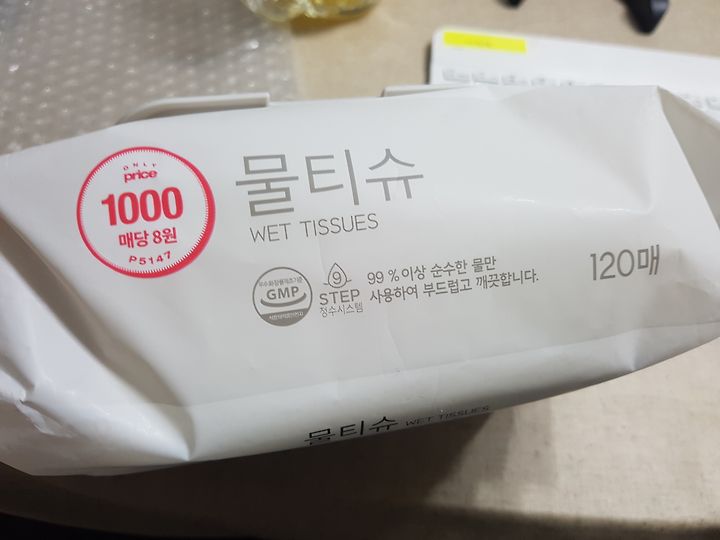 ONLY
price
1000
매당 8원
P5147
물티슈
WET TISSUES
GMP
9
STEP
정수시스템
99 % 이상 순수한 물만
사용하여 부드럽고 깨끗합니다.
120매
물티슈 WET TISSUES